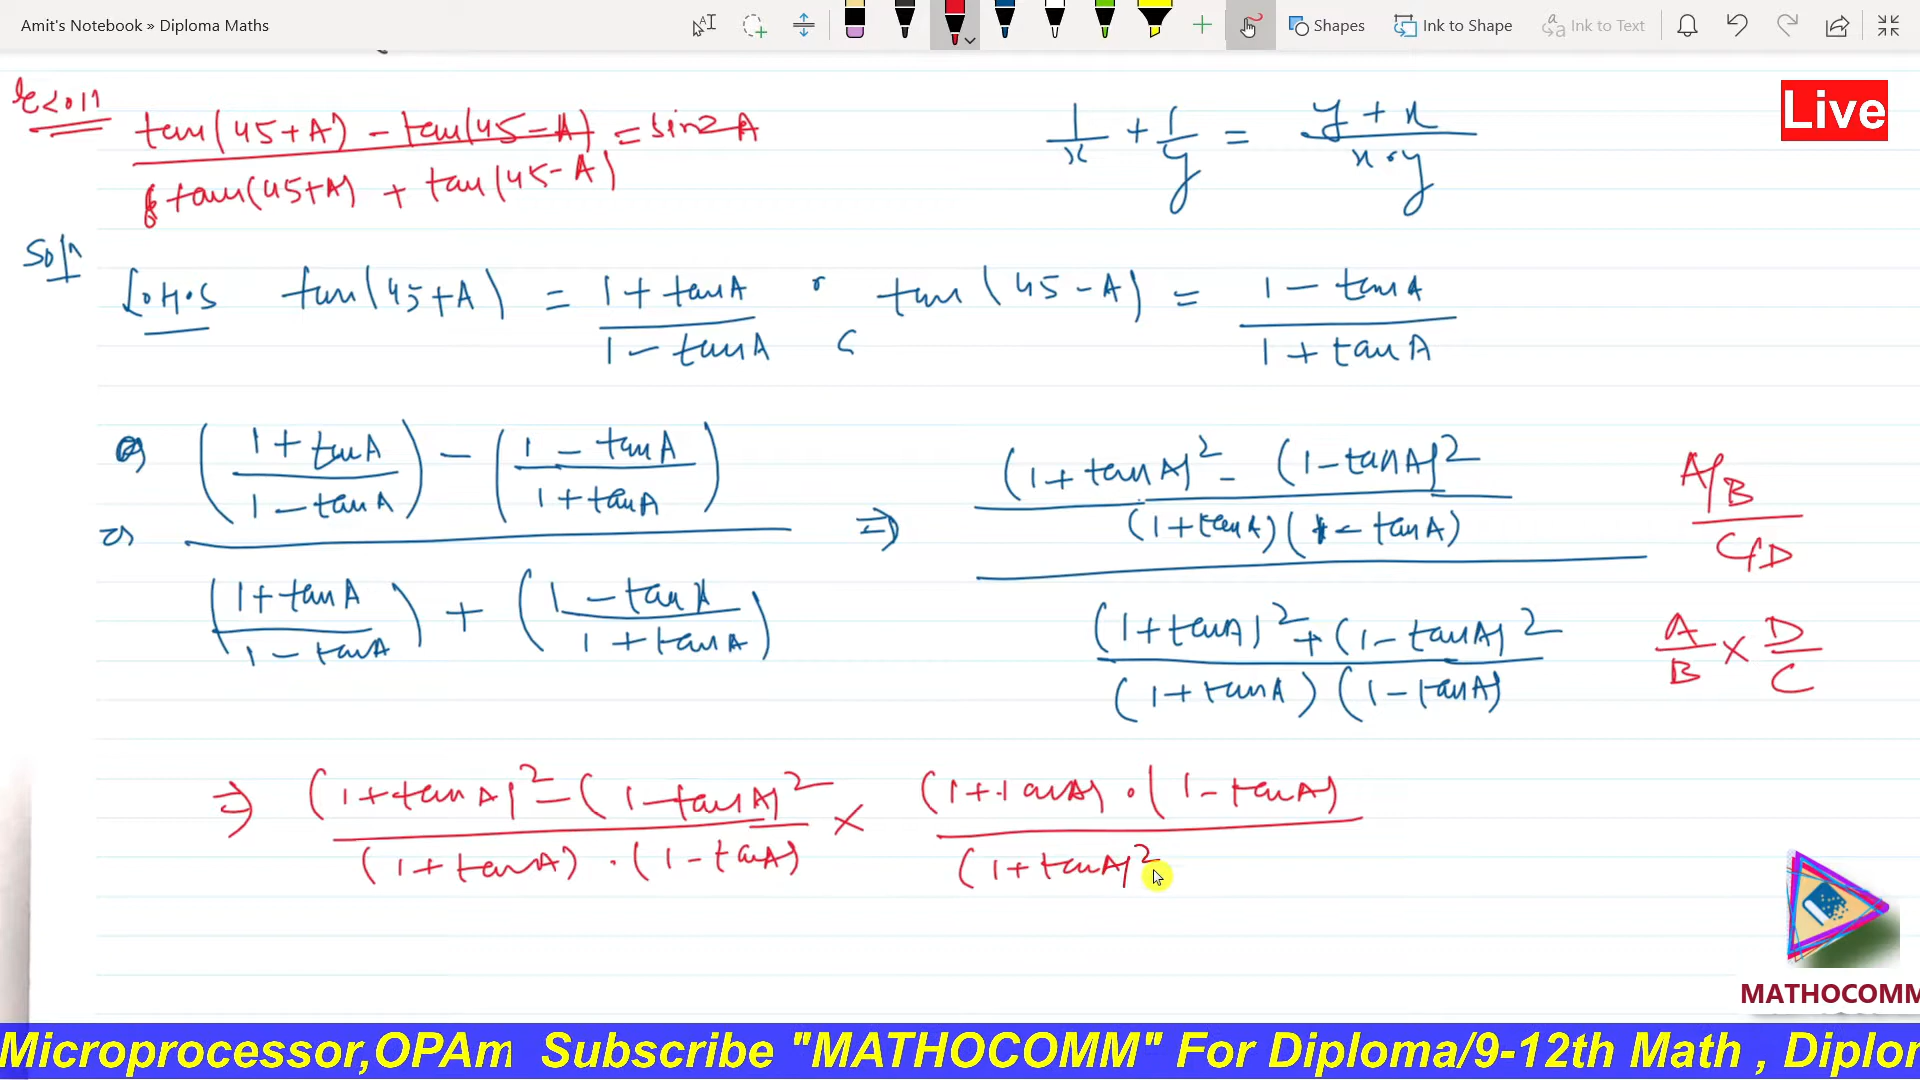 Amit's Notebook » Diploma Maths
Shapes
Ink to Shape
Ink to Text
Live
tan(45+A) - tan(45-A) = sin2A
tan(45+A) + tan(45-A)
1/x + 1/y = y+x / x·y
Sol^n
L.H.S tan(45+A) = 1+tanA / 1-tanA , tan(45-A) = 1-tanA / 1+tanA
(1+tanA / 1-tanA) - (1-tanA / 1+tanA)
(1+tanA / 1-tanA) + (1-tanA / 1+tanA)
⇒ (1+tanA)² - (1-tanA)²
(1+tanA)(1-tanA)
(1+tanA)² + (1-tanA)²
(1+tanA)(1-tanA)
A/B
C/D
A/B × D/C
⇒ (1+tanA)² - (1-tanA)² × (1+tanA)·(1-tanA)
(1+tanA)·(1-tanA) (1+tanA)²
MATHOCOMM
Microprocessor,OPAm Subscribe "MATHOCOMM" For Diploma/9-12th Math , Diplom